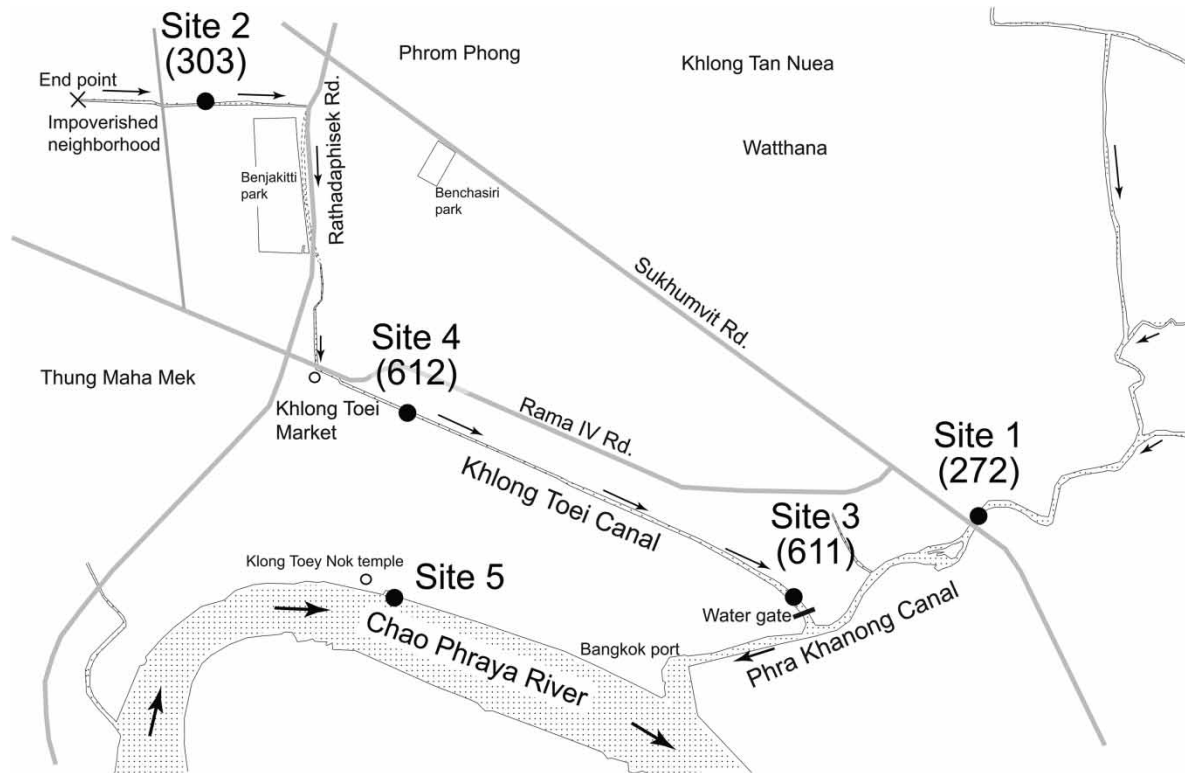 Site 2
(303)
End point
Impoverished
neighborhood
Phrom Phong
Khlong Tan Nuea
Watthana
Rathadaphisek Rd.
Benjakitti
park
Benchasiri
park
Sukhumvit Rd.
Site 4
(612)
Thung Maha Mek
Khlong Toei
Market
Rama IV Rd.
Khlong Toei Canal
Site 1
(272)
Site 3
(611)
Klong Toey Nok temple
Site 5
Water gate
Chao Phraya River
Bangkok port
Phra Khanong Canal